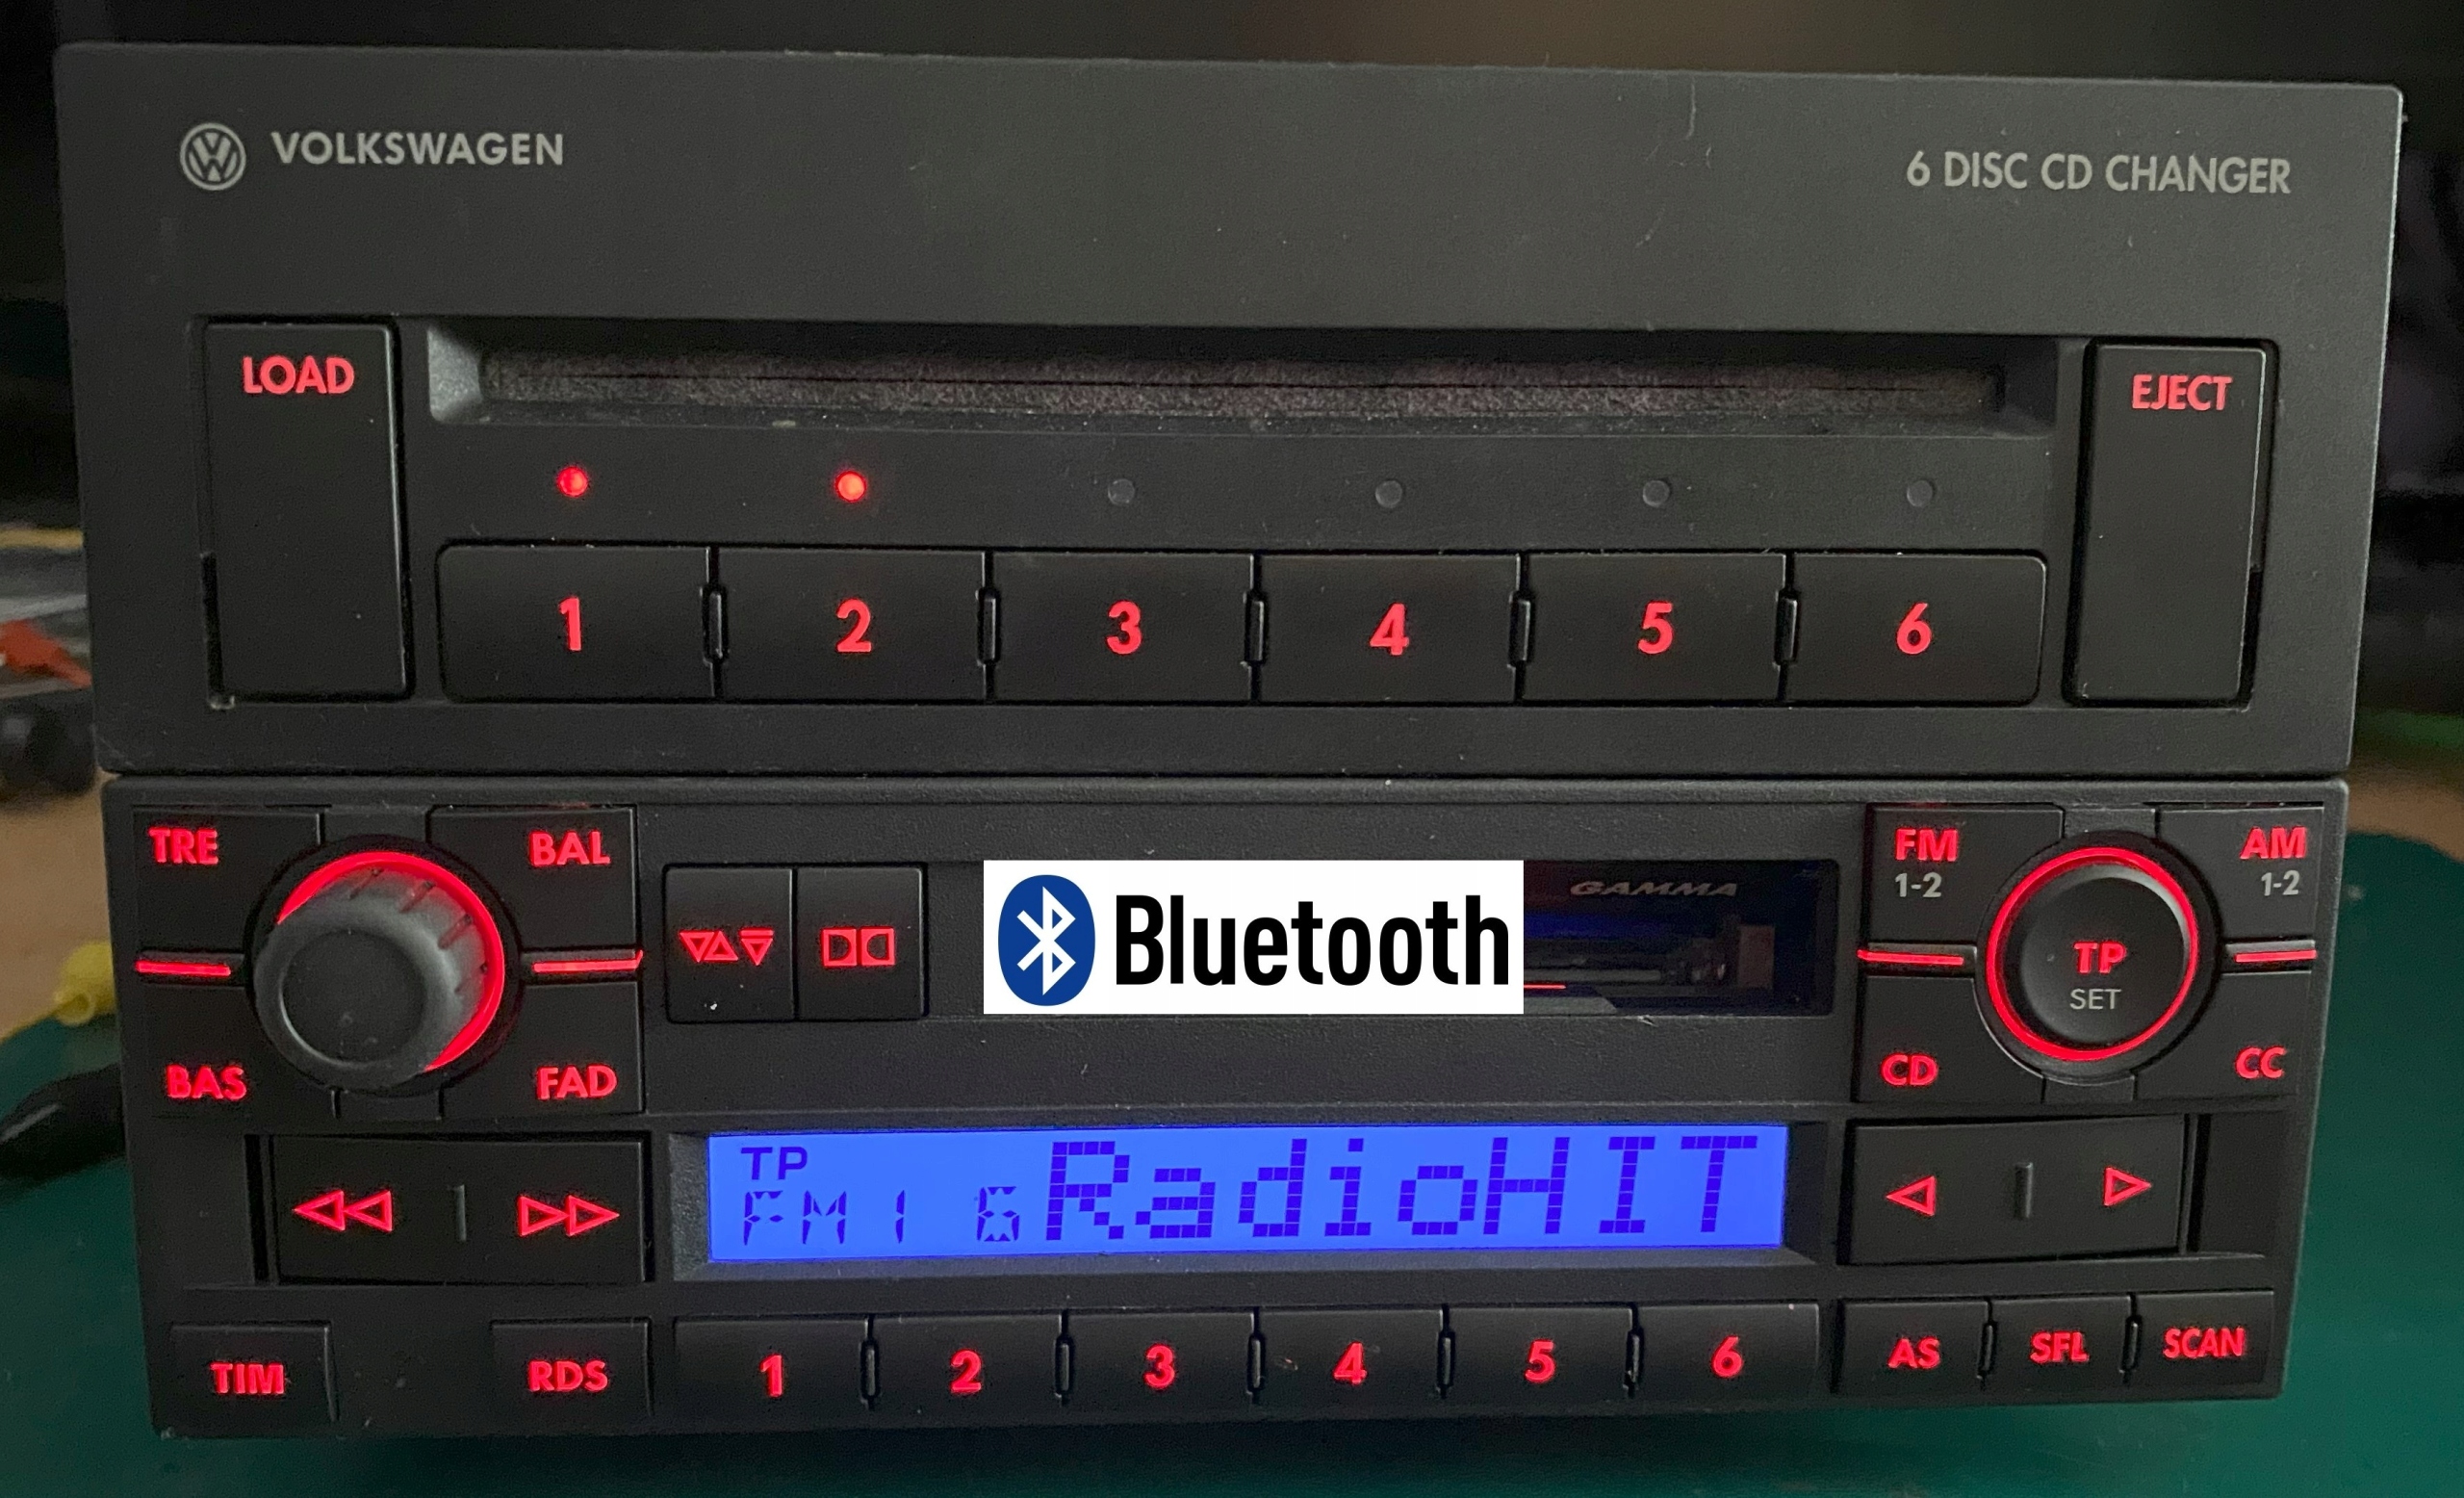 VOLKSWAGEN
6 DISC CD CHANGER
LOAD
EJECT
1 2 3 4 5 6
TRE
BAL
Bluetooth
GAMMA
FM
1-2
AM
1-2
TP
SET
BAS
FAD
CD
CC
TP
FM1 6 RadioHIT
TIM
RDS
1 2 3 4 5 6
AS
SFL
SCAN